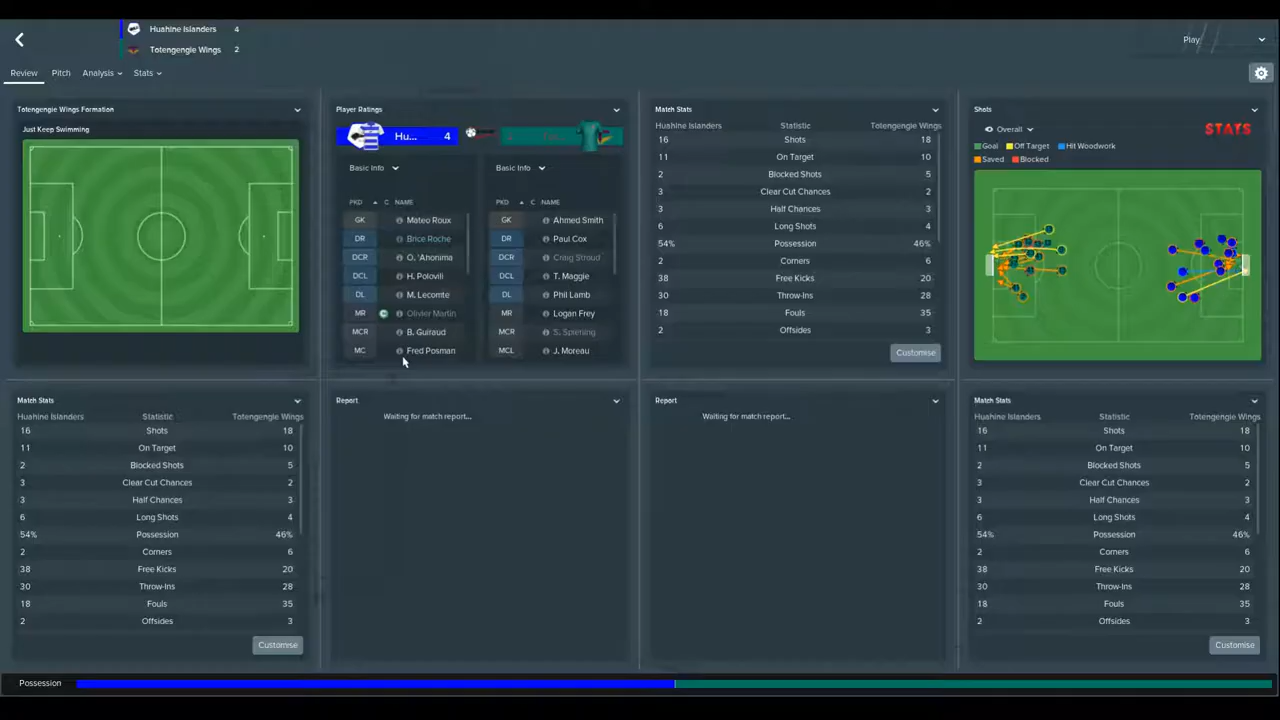 Huahine Islanders 4
Totengengie Wings 2
Play
Review Pitch Analysis Stats
Totengengie Wings Formation
Just Keep Swimming
Player Ratings
Hu... 4
Basic Info Basic Info
PKD C NAME PKD C NAME
GK Mateo Roux GK Ahmed Smith
DR Brice Roche DR Paul Cox
DCR O. 'Ahonima DCR Craig Stroud
DCL H. Polovili DCL T. Maggie
DL M. Lecomte DL Phil Lamb
MR Olivier Martin MR Logan Frey
MCR B. Guiraud MCR S. Spiening
MC Fred Posman MCL J. Moreau
Match Stats
Huahine Islanders Statistic Totengengie Wings
16 Shots 18
11 On Target 10
2 Blocked Shots 5
3 Clear Cut Chances 2
3 Half Chances 3
6 Long Shots 4
54% Possession 46%
2 Corners 6
38 Free Kicks 20
30 Throw-Ins 28
18 Fouls 35
2 Offsides 3
Customise
Shots
Overall STATS
Goal Off Target Hit Woodwork
Saved Blocked
Match Stats
Huahine Islanders Statistic Totengengie Wings
16 Shots 18
11 On Target 10
2 Blocked Shots 5
3 Clear Cut Chances 2
3 Half Chances 3
6 Long Shots 4
54% Possession 46%
2 Corners 6
38 Free Kicks 20
30 Throw-Ins 28
18 Fouls 35
2 Offsides 3
Customise
Report
Waiting for match report...
Report
Waiting for match report...
Match Stats
Huahine Islanders Statistic Totengengie Wings
16 Shots 18
11 On Target 10
2 Blocked Shots 5
3 Clear Cut Chances 2
3 Half Chances 3
6 Long Shots 4
54% Possession 46%
2 Corners 6
38 Free Kicks 20
30 Throw-Ins 28
18 Fouls 35
2 Offsides 3
Customise
Possession